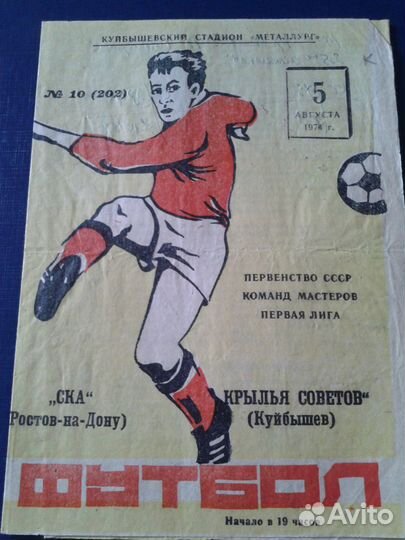 КУЙБЫШЕВСКИЙ СТАДИОН «МЕТАЛЛУРГ»
№ 10 (202)
5
АВГУСТА
1974 г.
ПЕРВЕНСТВО СССР
КОМАНД МАСТЕРОВ
ПЕРВАЯ ЛИГА
„СКА"
Ростов-на-Дону)
КРЫЛЬЯ СОВЕТОВ"
(Куйбышев)
ФУТБОЛ
Начало в 19 часов
Avito